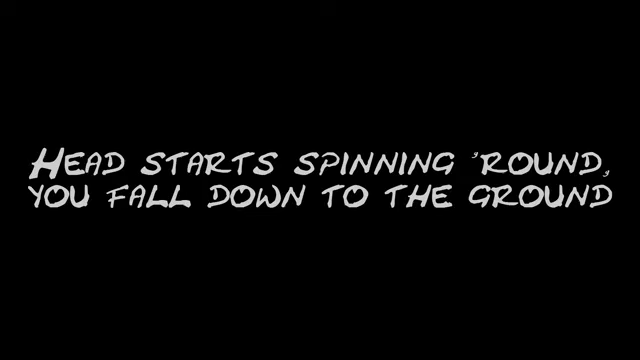 HEAD STARTS SPINNING 'ROUND,
YOU FALL DOWN TO THE GROUND